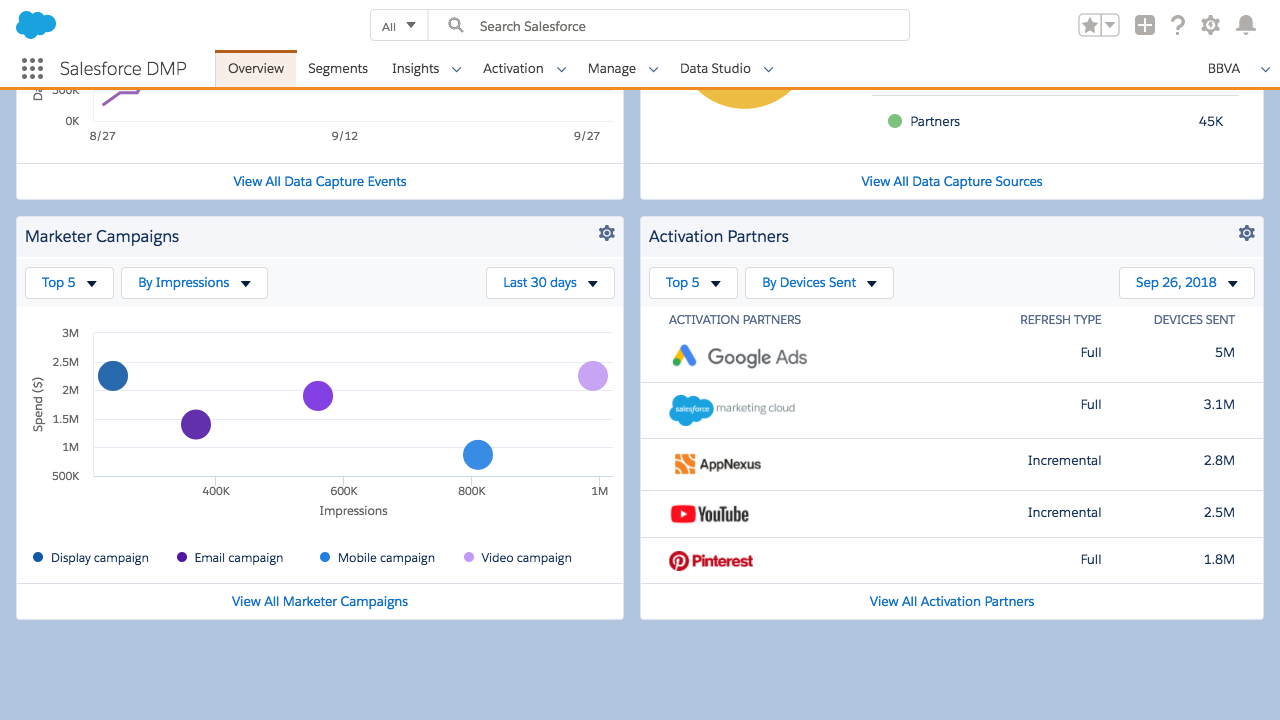 All
Search Salesforce
Salesforce DMP
Overview
Segments
Insights
Activation
Manage
Data Studio
BBVA
500K
0K
8/27
9/12
9/27
View All Data Capture Events
Partners
45K
View All Data Capture Sources
Marketer Campaigns
Top 5
By Impressions
Last 30 days
3M
2.5M
2M
1.5M
1M
500K
Spend ($)
400K
600K
800K
1M
Impressions
Display campaign
Email campaign
Mobile campaign
Video campaign
View All Marketer Campaigns
Activation Partners
Top 5
By Devices Sent
Sep 26, 2018
ACTIVATION PARTNERS REFRESH TYPE DEVICES SENT
Google Ads Full 5M
salesforce marketing cloud Full 3.1M
AppNexus Incremental 2.8M
YouTube Incremental 2.5M
Pinterest Full 1.8M
View All Activation Partners